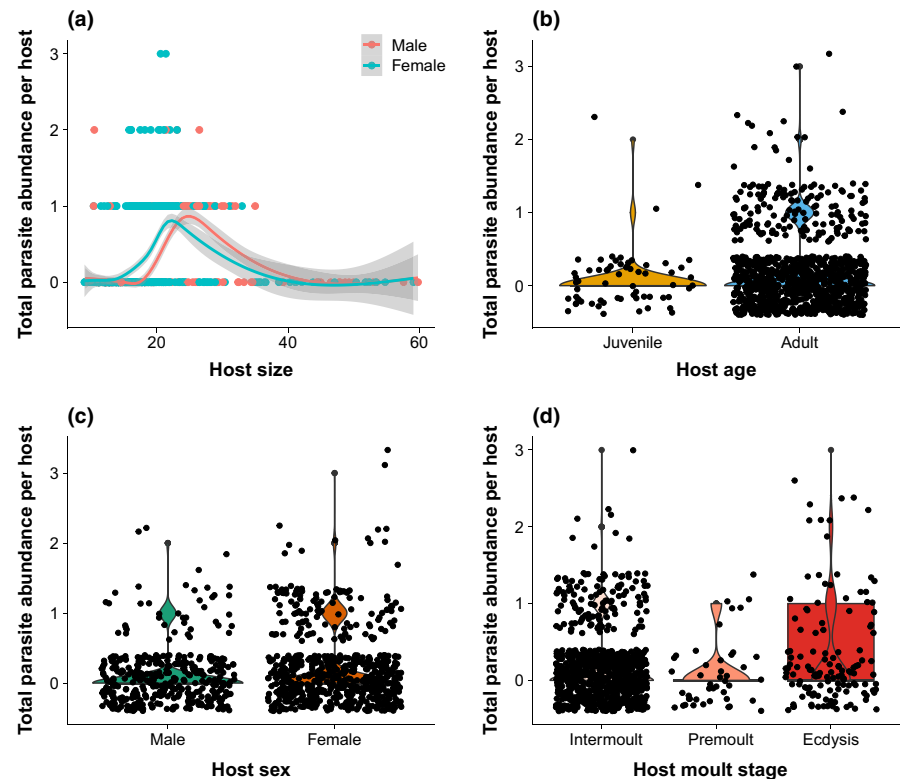 (a)
Total parasite abundance per host
3
2
1
0
20
40
60
Host size
Male
Female
(b)
Total parasite abundance per host
3
2
1
0
Juvenile
Adult
Host age
(c)
Total parasite abundance per host
3
2
1
0
Male
Female
Host sex
(d)
Total parasite abundance per host
3
2
1
0
Intermoult
Premoult
Ecdysis
Host moult stage